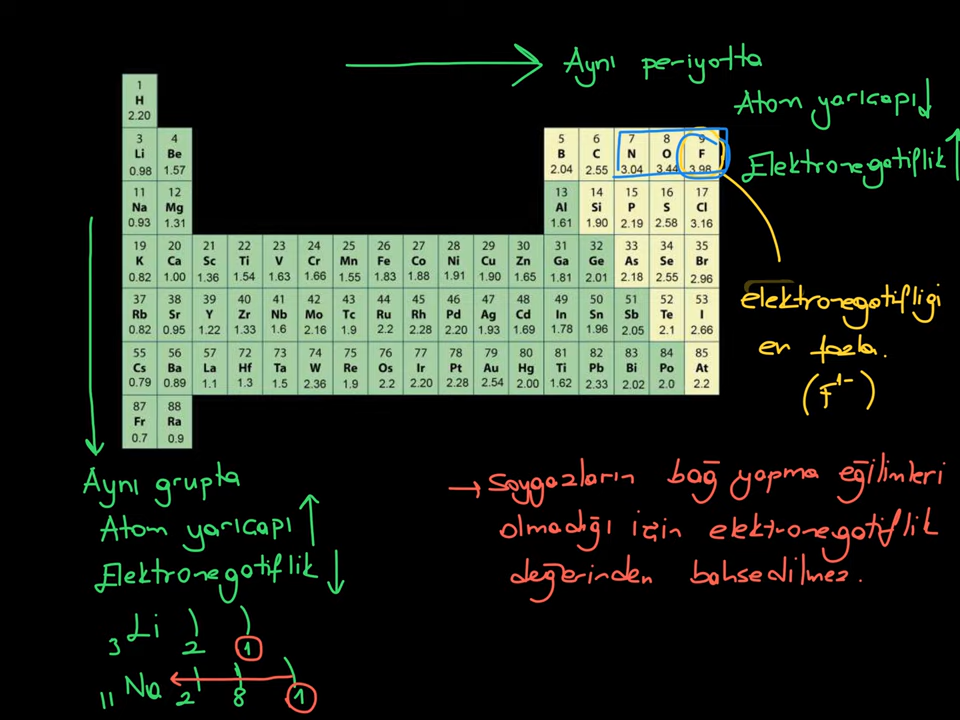 Aynı periyotta
Atom yarıçapı↓
Elektronegatiflik↑
1
H
2.20
3 4 5 6 7 8 9
Li Be B C N O F
0.98 1.57 2.04 2.55 3.04 3.44 3.98
11 12 13 14 15 16 17
Na Mg Al Si P S Cl
0.93 1.31 1.61 1.90 2.19 2.58 3.16
19 20 21 22 23 24 25 26 27 28 29 30 31 32 33 34 35
K Ca Sc Ti V Cr Mn Fe Co Ni Cu Zn Ga Ge As Se Br
0.82 1.00 1.36 1.54 1.63 1.66 1.55 1.83 1.88 1.91 1.90 1.65 1.81 2.01 2.18 2.55 2.96
37 38 39 40 41 42 43 44 45 46 47 48 49 50 51 52 53
Rb Sr Y Zr Nb Mo Tc Ru Rh Pd Ag Cd In Sn Sb Te I
0.82 0.95 1.22 1.33 1.6 2.16 1.9 2.2 2.28 2.20 1.93 1.69 1.78 1.96 2.05 2.1 2.66
55 56 57 72 73 74 75 76 77 78 79 80 81 82 83 84 85
Cs Ba La Hf Ta W Re Os Ir Pt Au Hg Ti Pb Bi Po At
0.79 0.89 1.1 1.3 1.5 2.36 1.9 2.2 2.20 2.28 2.54 2.00 1.62 2.33 2.02 2.0 2.2
87 88
Fr Ra
0.7 0.9
elektronegatifliği
en fazla.
(F¹⁻)
Aynı grupta
Atom yarıçapı ↑
Elektronegatiflik ↓
₃Li ) )
2 1
₁₁Na ) ) )
2 8 1
→ Soygazların bağ yapma eğilimleri
olmadığı için elektronegatiflik
değerinden bahsedilmez.